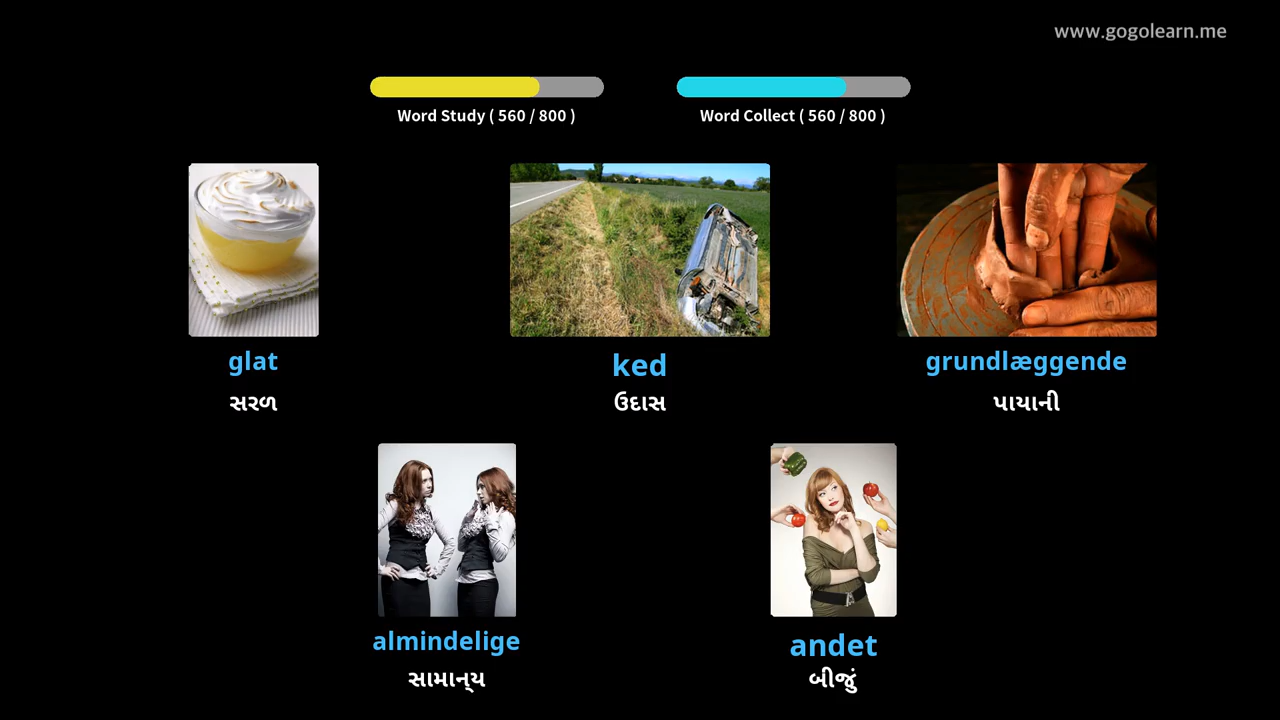 www.gogolearn.me
Word Study ( 560 / 800 )
Word Collect ( 560 / 800 )
glat
સરળ
ked
ઉદાસ
grundlæggende
પાયાની
almindelige
સામાન્ય
andet
બીજું